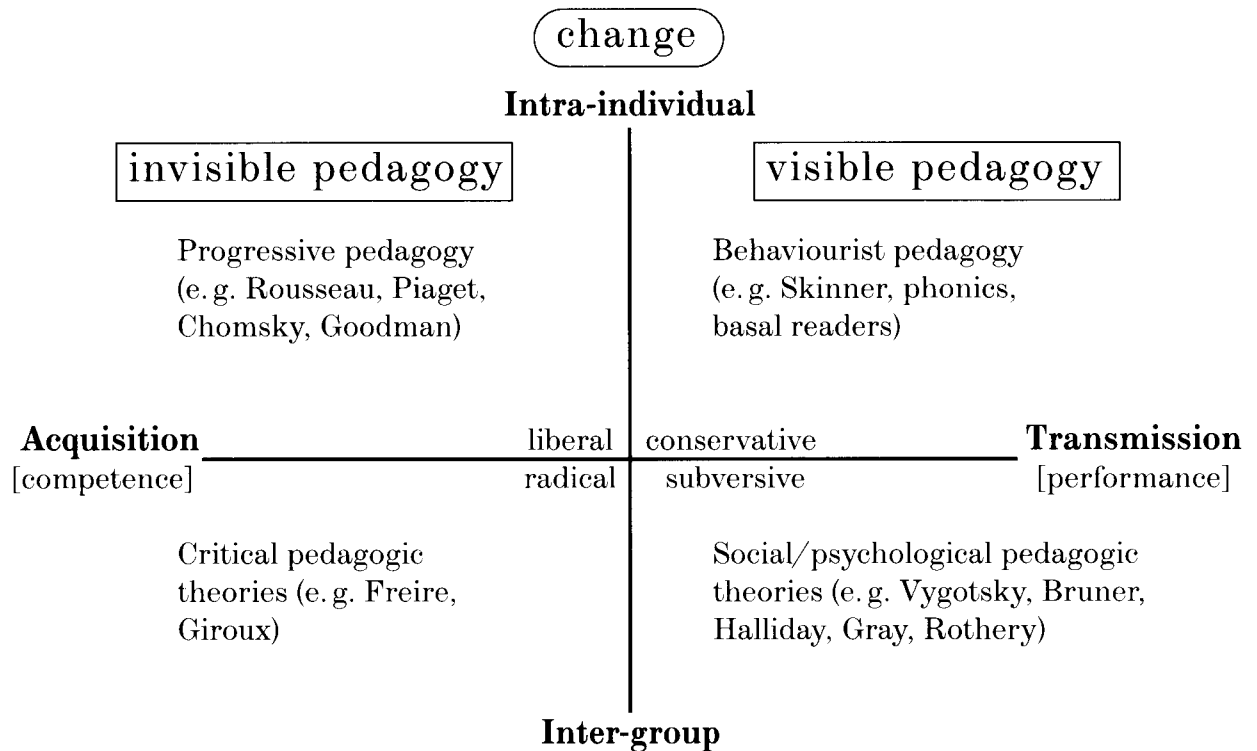 change
Intra-individual
invisible pedagogy
visible pedagogy
Progressive pedagogy
(e. g. Rousseau, Piaget,
Chomsky, Goodman)
Behaviourist pedagogy
(e. g. Skinner, phonics,
basal readers)
Acquisition
[competence]
liberal
conservative
radical
subversive
Transmission
[performance]
Critical pedagogic
theories (e. g. Freire,
Giroux)
Social/psychological pedagogic
theories (e. g. Vygotsky, Bruner,
Halliday, Gray, Rothery)
Inter-group